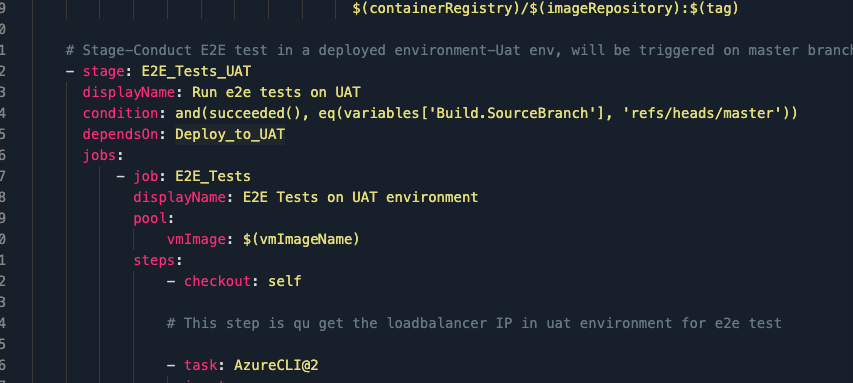 9 $(containerRegistry)/$(imageRepository):$(tag)
0
1 # Stage-Conduct E2E test in a deployed environment-Uat env, will be triggered on master branch
2 - stage: E2E_Tests_UAT
3 displayName: Run e2e tests on UAT
4 condition: and(succeeded(), eq(variables['Build.SourceBranch'], 'refs/heads/master'))
5 dependsOn: Deploy_to_UAT
6 jobs:
7 - job: E2E_Tests
8 displayName: E2E Tests on UAT environment
9 pool:
0 vmImage: $(vmImageName)
1 steps:
2 - checkout: self
3
4 # This step is qu get the loadbalancer IP in uat environment for e2e test
5
6 - task: AzureCLI@2